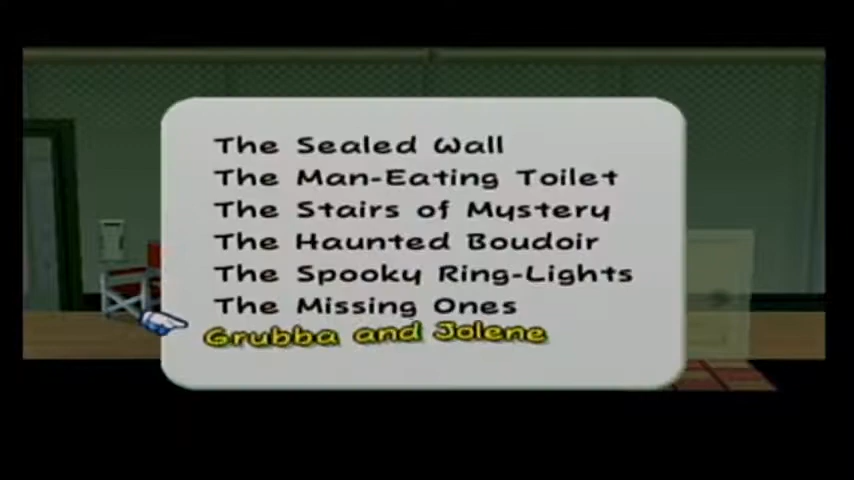 The Sealed Wall
The Man-Eating Toilet
The Stairs of Mystery
The Haunted Boudoir
The Spooky Ring-Lights
The Missing Ones
Grubba and Jolene